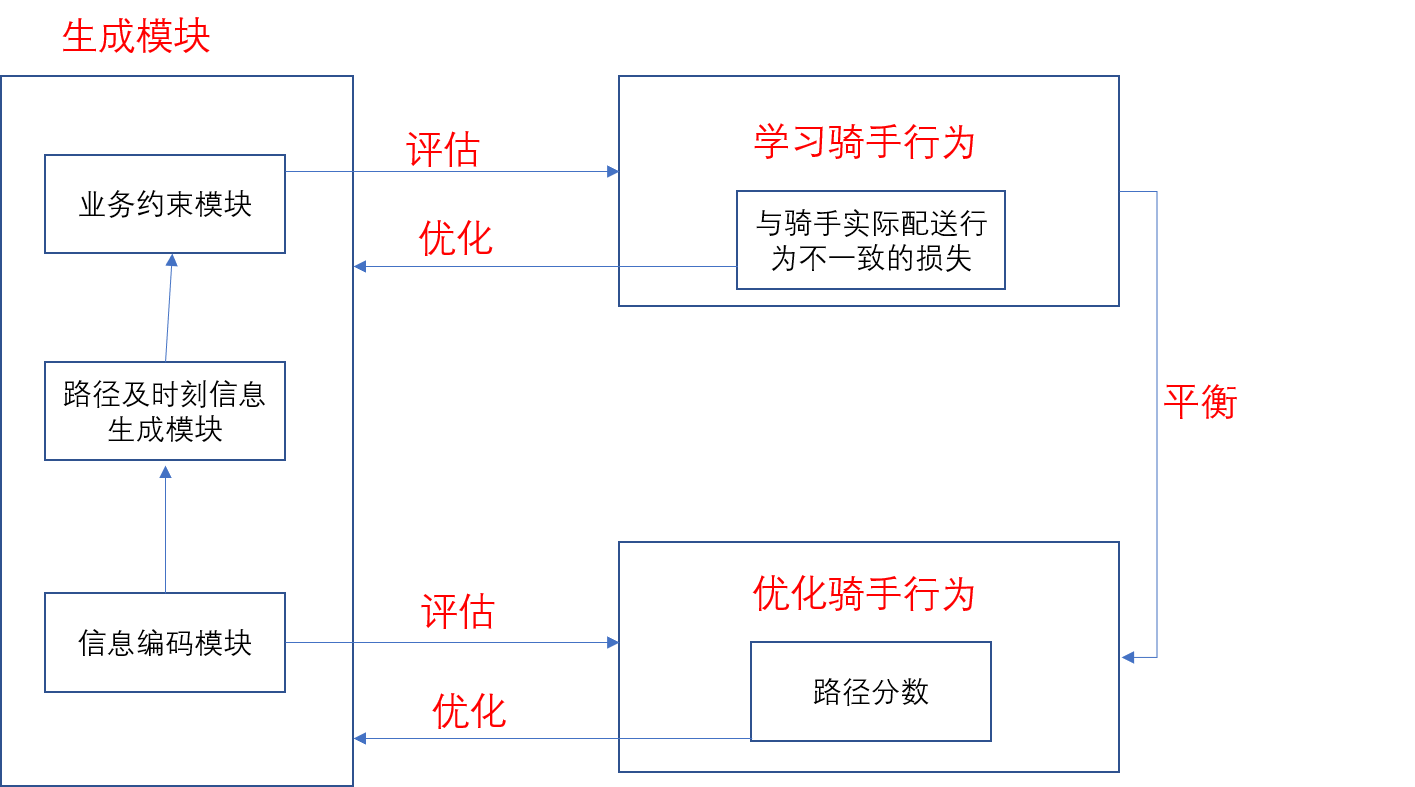 生成模块
业务约束模块
路径及时刻信息
生成模块
信息编码模块
评估
优化
学习骑手行为
与骑手实际配送行
为不一致的损失
平衡
评估
优化
优化骑手行为
路径分数